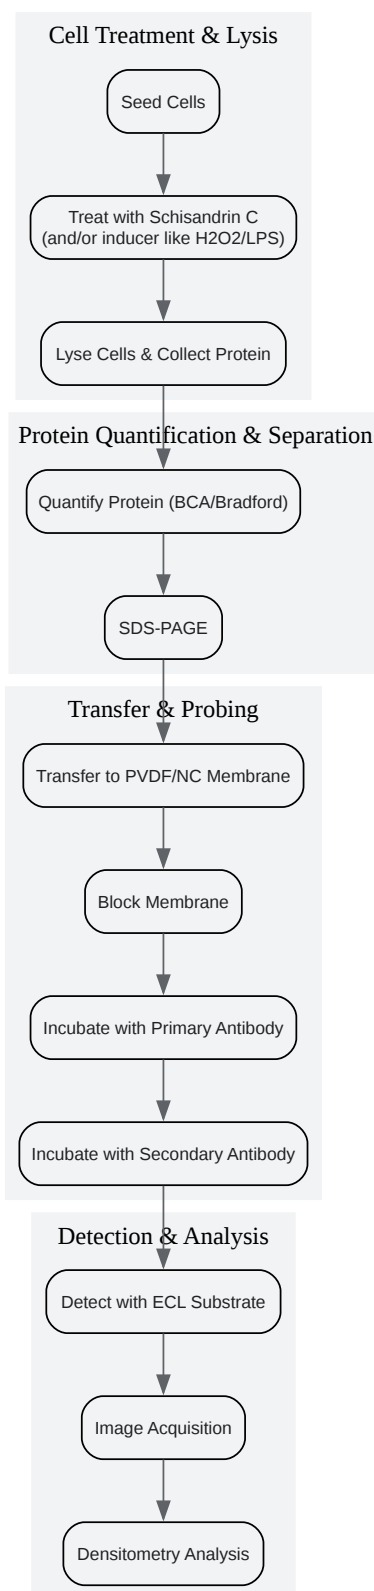 Cell Treatment & Lysis
Seed Cells
Treat with Schisandrin C
(and/or inducer like H2O2/LPS)
Lyse Cells & Collect Protein
Protein Quantification & Separation
Quantify Protein (BCA/Bradford)
SDS-PAGE
Transfer & Probing
Transfer to PVDF/NC Membrane
Block Membrane
Incubate with Primary Antibody
Incubate with Secondary Antibody
Detection & Analysis
Detect with ECL Substrate
Image Acquisition
Densitometry Analysis